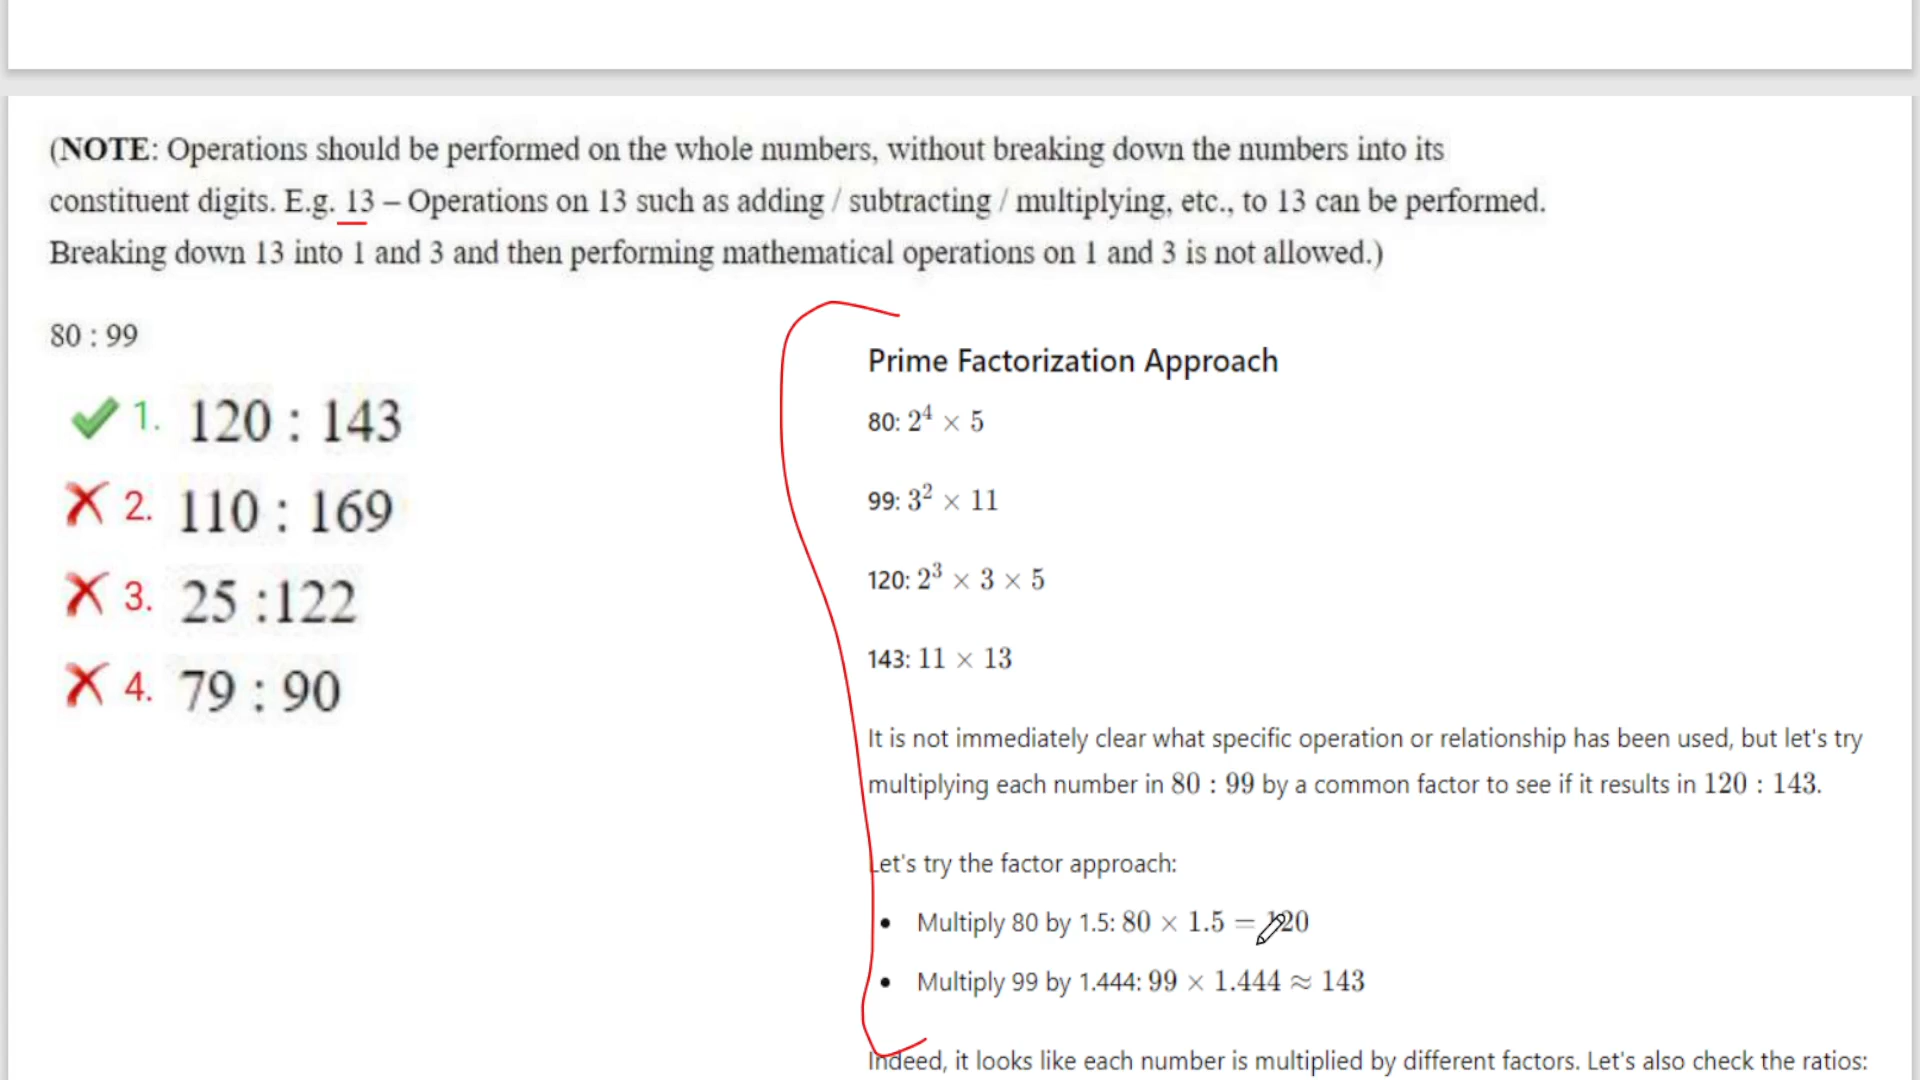 (NOTE: Operations should be performed on the whole numbers, without breaking down the numbers into its
constituent digits. E.g. 13 – Operations on 13 such as adding / subtracting / multiplying, etc., to 13 can be performed.
Breaking down 13 into 1 and 3 and then performing mathematical operations on 1 and 3 is not allowed.)
80 : 99
1. 120 : 143
2. 110 : 169
3. 25 :122
4. 79 : 90
Prime Factorization Approach
80: 2⁴ × 5
99: 3² × 11
120: 2³ × 3 × 5
143: 11 × 13
It is not immediately clear what specific operation or relationship has been used, but let's try
multiplying each number in 80 : 99 by a common factor to see if it results in 120 : 143.
Let's try the factor approach:
• Multiply 80 by 1.5: 80 × 1.5 = 120
• Multiply 99 by 1.444: 99 × 1.444 ≈ 143
Indeed, it looks like each number is multiplied by different factors. Let's also check the ratios: